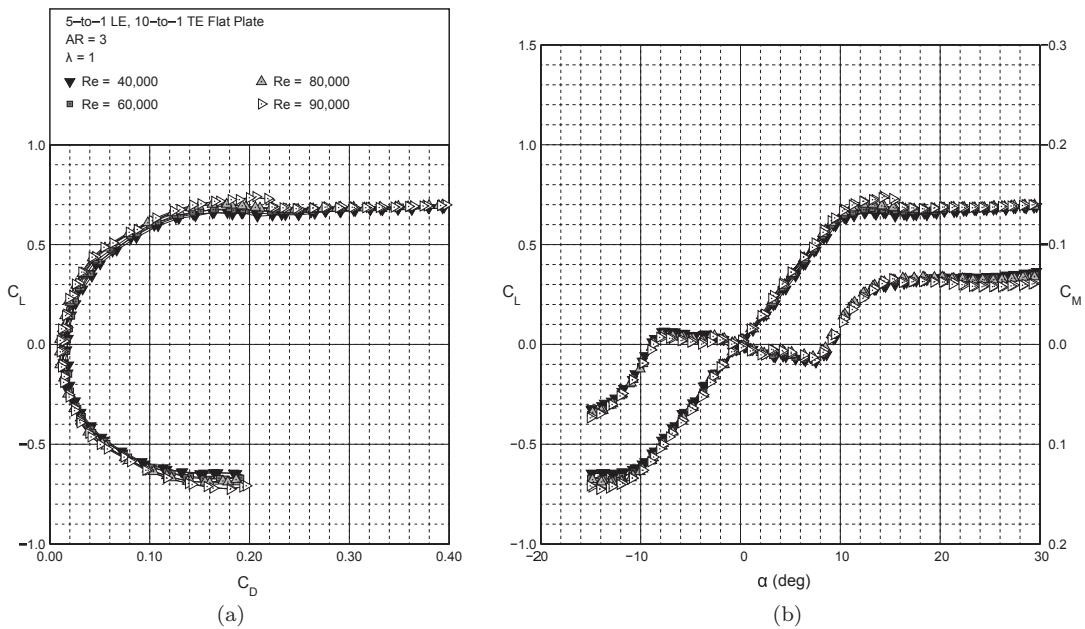 5–to–1 LE, 10–to–1 TE Flat Plate
AR = 3
λ = 1
Re = 40,000
Re = 80,000
Re = 60,000
Re = 90,000
1.0
0.5
C_L
0.0
−0.5
−1.0
0.00
0.10
0.20
0.30
0.40
C_D
(a)
1.5
1.0
0.5
C_L
0.0
−0.5
−1.0
0.3
0.2
0.1
C_M
0.0
0.1
0.2
−20
−10
0
10
20
30
α (deg)
(b)